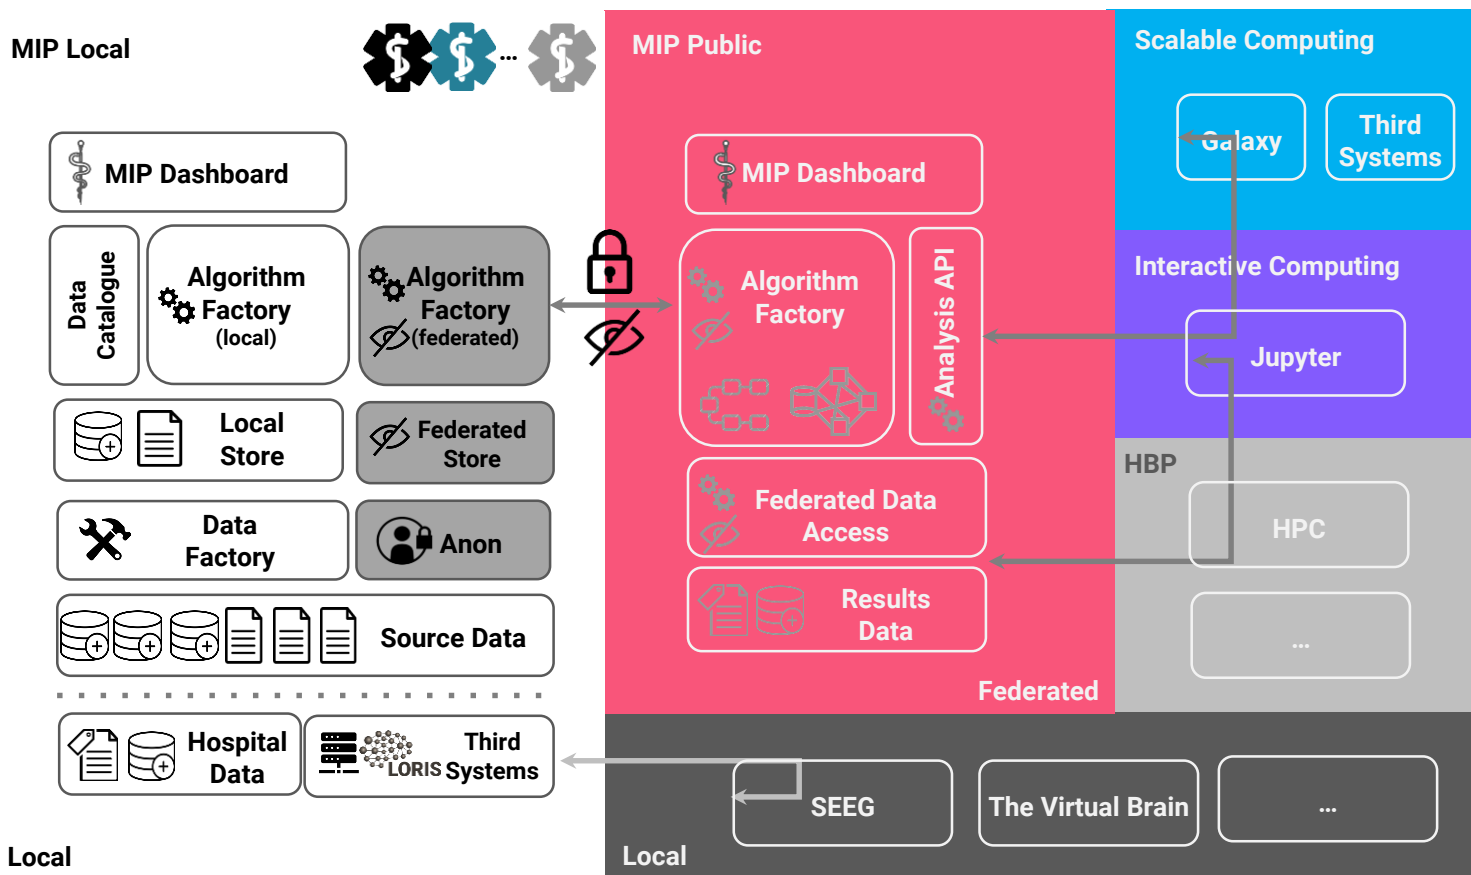 MIP Local
...
MIP Dashboard
Data
Catalogue
Algorithm
Factory
(local)
Algorithm
Factory
(federated)
Local
Store
Federated
Store
Data
Factory
Anon
Source Data
Hospital
Data
LORIS
Third
Systems
Local
MIP Public
MIP Dashboard
Algorithm
Factory
Analysis API
Federated Data
Access
Results
Data
Federated
Scalable Computing
Galaxy
Third
Systems
Interactive Computing
Jupyter
HBP
HPC
...
SEEG
The Virtual Brain
...
Local